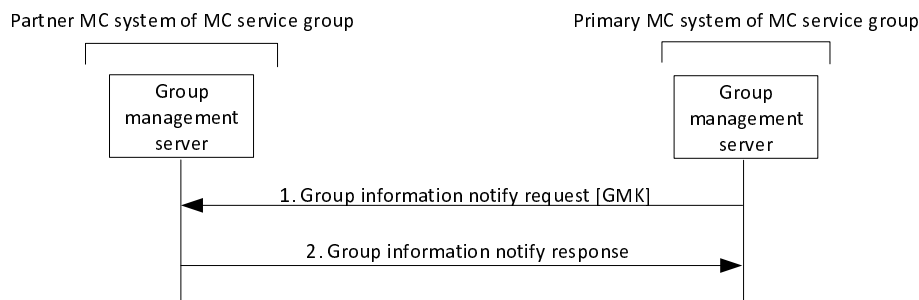 Partner MC system of MC service group
Primary MC system of MC service group
Group
management
server
Group
management
server
1. Group information notify request [GMK]
2. Group information notify response